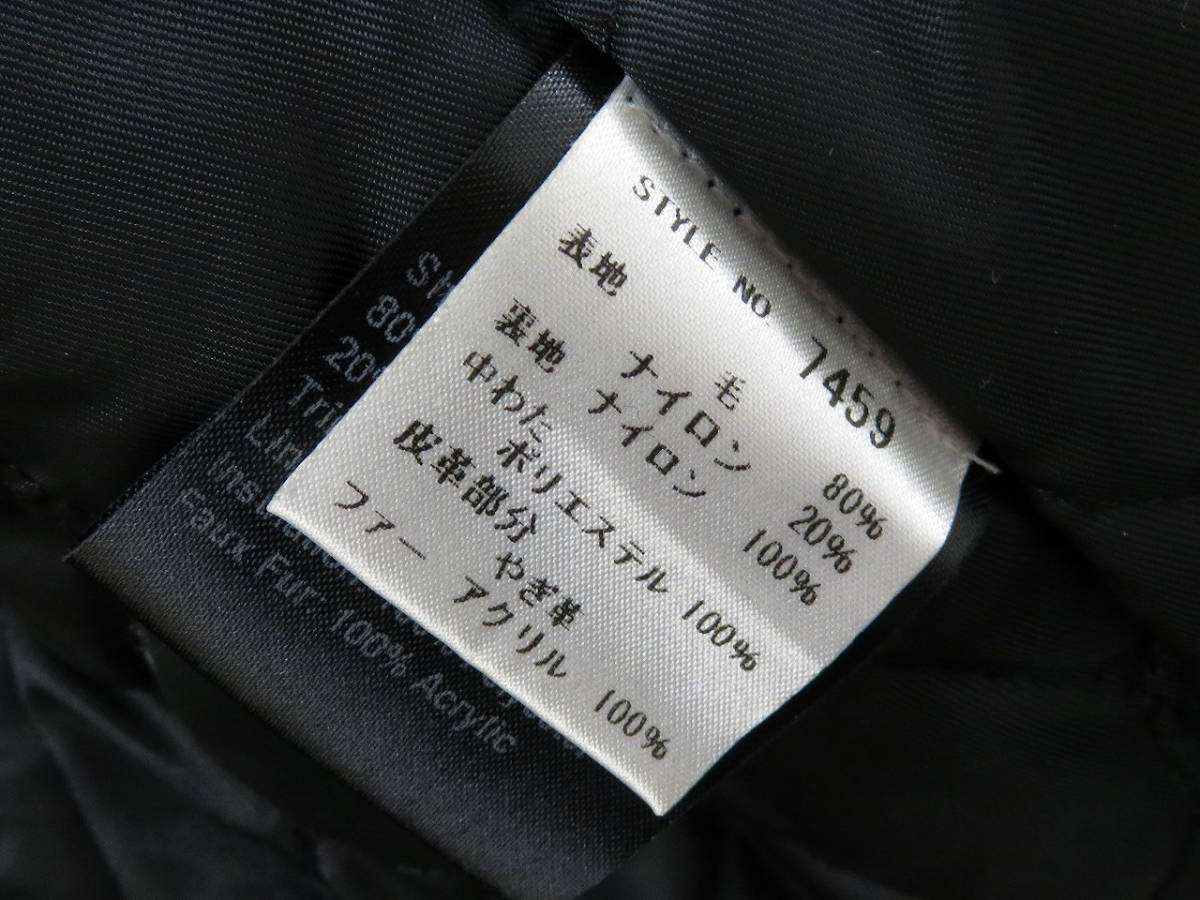 STYLE NO. 7459
表地
毛 80%
ナイロン 20%
裏地 ナイロン 100%
中わた ポリエステル 100%
皮革部分 やぎ革
ファー アクリル 100%
80
20
Faux Fur: 100% Acrylic